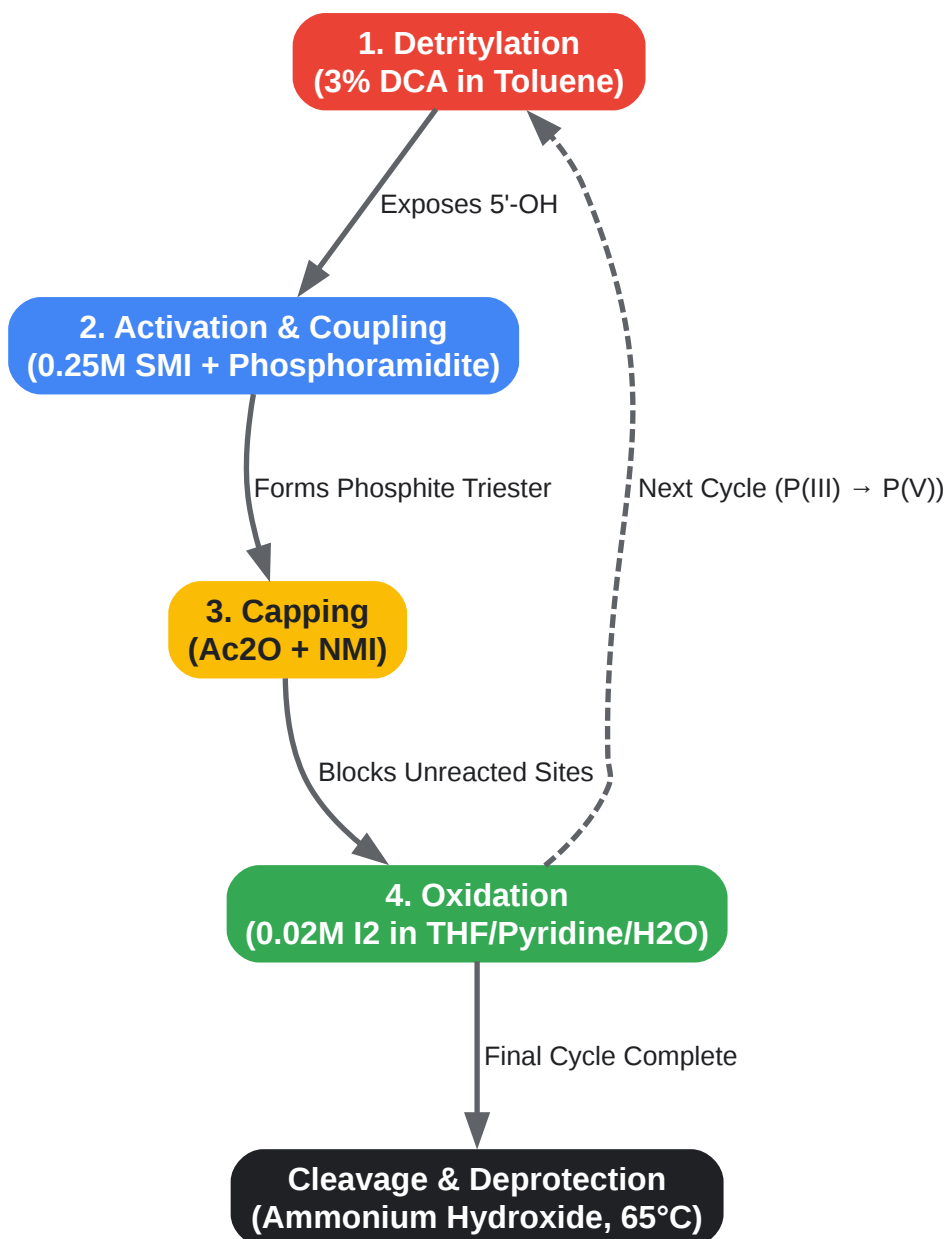 1. Detritylation
(3% DCA in Toluene)
Exposes 5'-OH
2. Activation & Coupling
(0.25M SMI + Phosphoramidite)
Forms Phosphite Triester
Next Cycle (P(III) → P(V))
3. Capping
(Ac2O + NMI)
Blocks Unreacted Sites
4. Oxidation
(0.02M I2 in THF/Pyridine/H2O)
Final Cycle Complete
Cleavage & Deprotection
(Ammonium Hydroxide, 65°C)